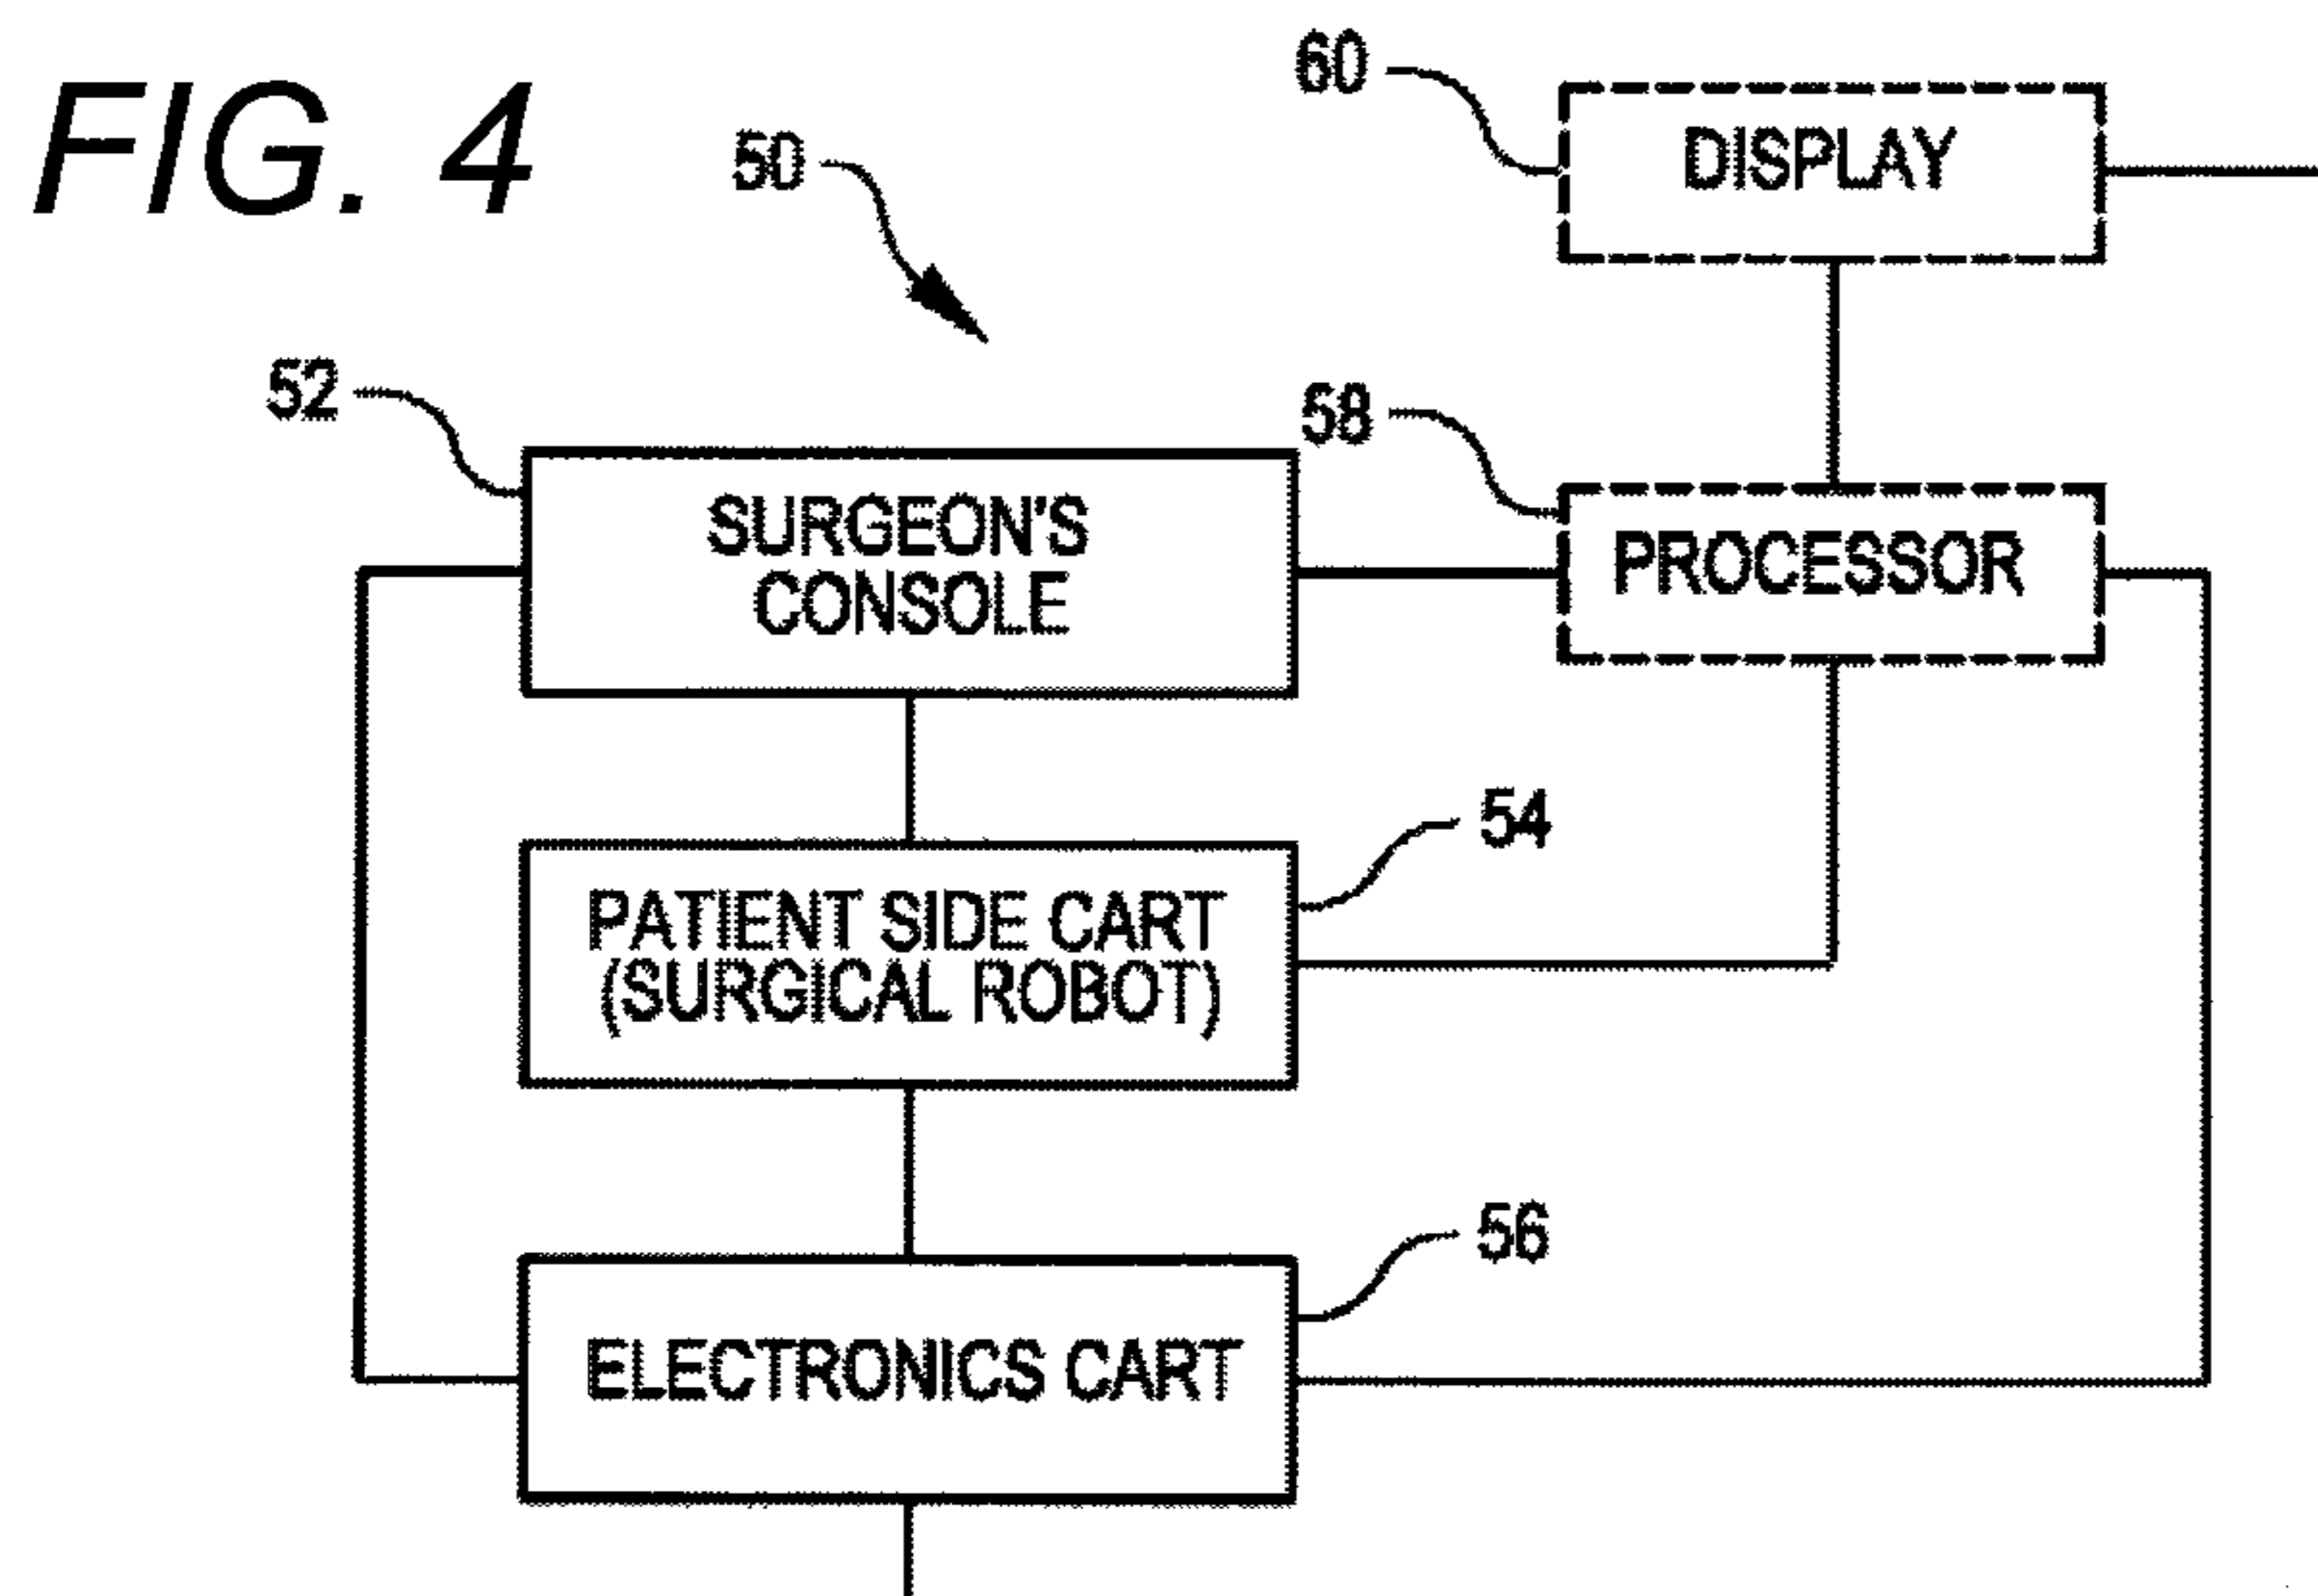 FIG. 4
50
60
DISPLAY
52
58
SURGEON'S
CONSOLE
PROCESSOR
54
PATIENT SIDE CART
(SURGICAL ROBOT)
56
ELECTRONICS CART